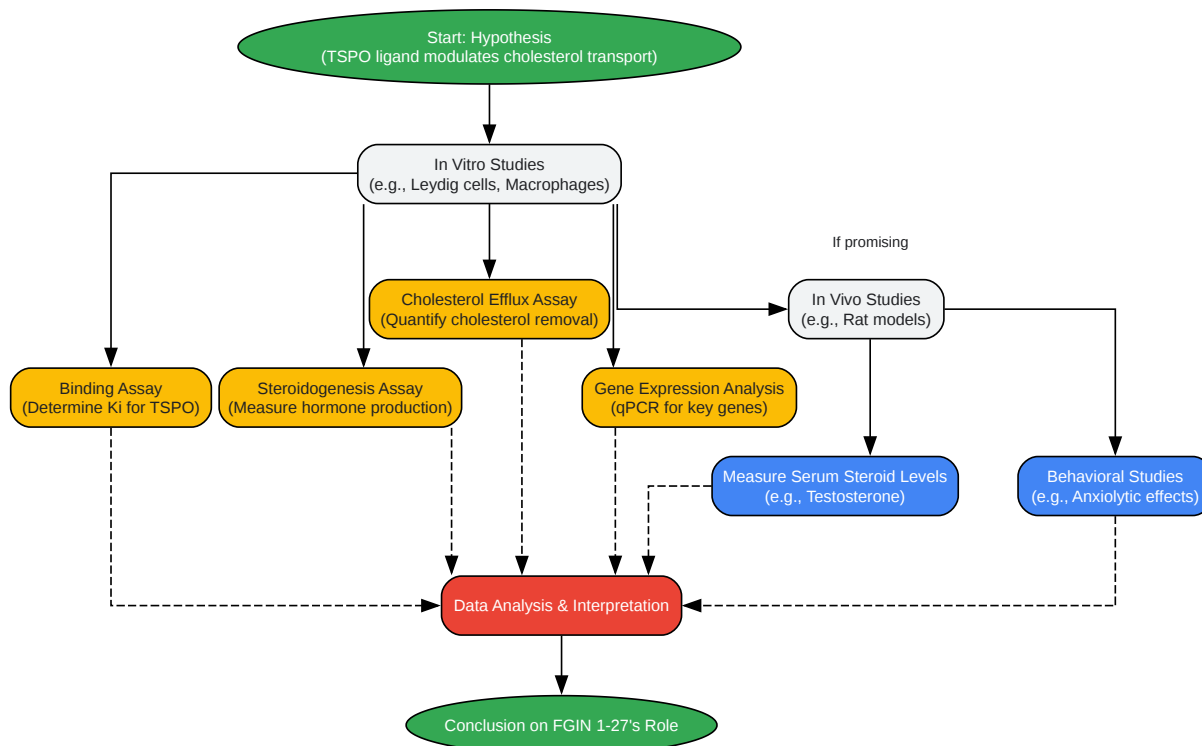 Start: Hypothesis
(TSPO ligand modulates cholesterol transport)
In Vitro Studies
(e.g., Leydig cells, Macrophages)
If promising
Cholesterol Efflux Assay
(Quantify cholesterol removal)
In Vivo Studies
(e.g., Rat models)
Binding Assay
(Determine Ki for TSPO)
Steroidogenesis Assay
(Measure hormone production)
Gene Expression Analysis
(qPCR for key genes)
Measure Serum Steroid Levels
(e.g., Testosterone)
Behavioral Studies
(e.g., Anxiolytic effects)
Data Analysis & Interpretation
Conclusion on FGIN 1-27's Role